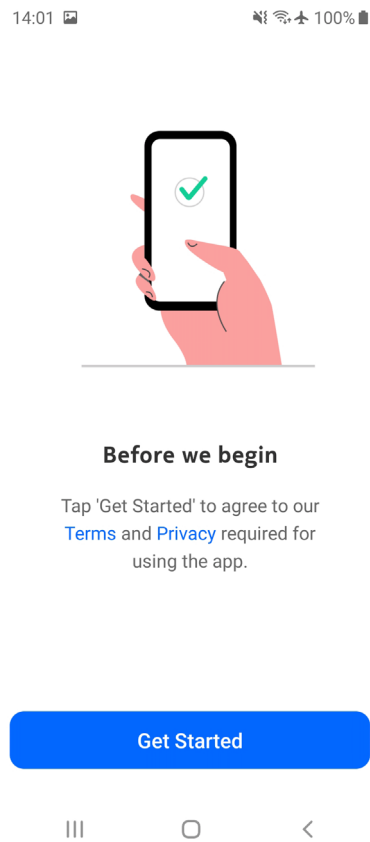 14:01 100%
Before we begin
Tap 'Get Started' to agree to our
Terms and Privacy required for
using the app.
Get Started